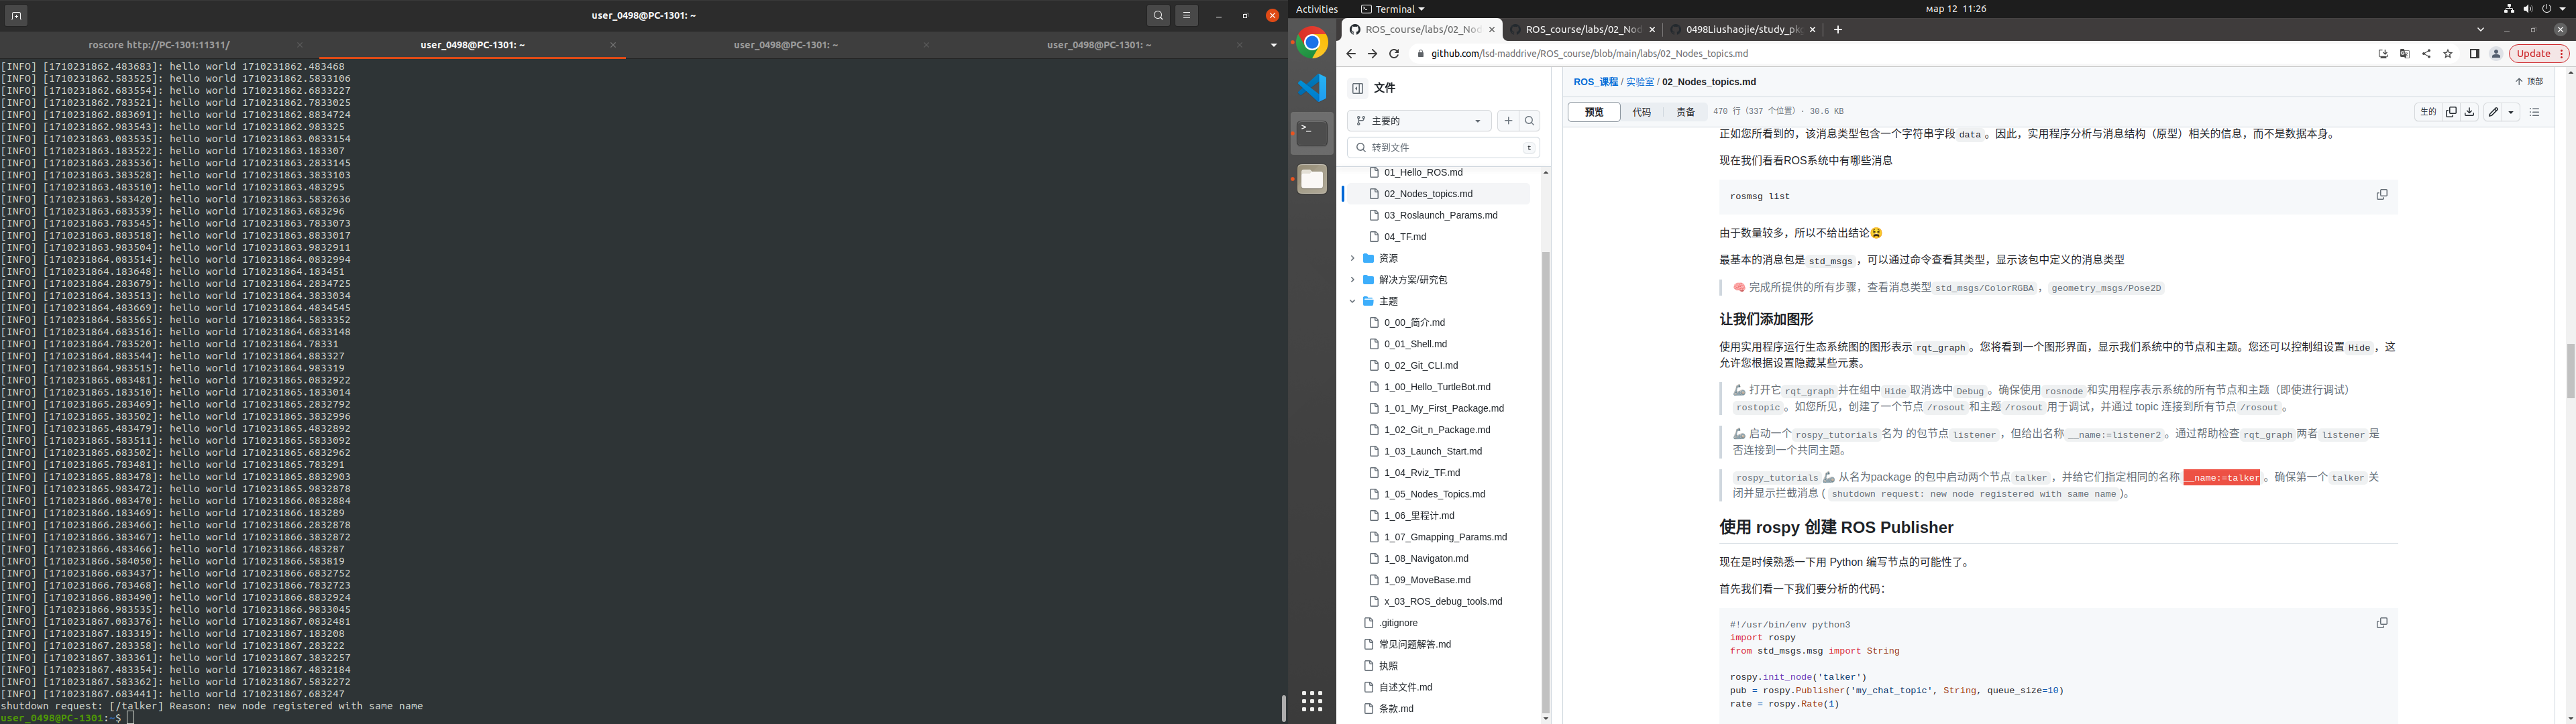 user_0498@PC-1301: ~
roscore http://PC-1301:11311/
user_0498@PC-1301: ~
user_0498@PC-1301: ~
user_0498@PC-1301: ~
[INFO] [1710231862.483683]: hello world 1710231862.483468
[INFO] [1710231862.583525]: hello world 1710231862.5833106
[INFO] [1710231862.683554]: hello world 1710231862.6833227
[INFO] [1710231862.783521]: hello world 1710231862.7833025
[INFO] [1710231862.883691]: hello world 1710231862.8834724
[INFO] [1710231862.983543]: hello world 1710231862.983325
[INFO] [1710231863.083535]: hello world 1710231863.0833154
[INFO] [1710231863.183522]: hello world 1710231863.183307
[INFO] [1710231863.283536]: hello world 1710231863.2833145
[INFO] [1710231863.383528]: hello world 1710231863.3833103
[INFO] [1710231863.483510]: hello world 1710231863.483295
[INFO] [1710231863.583420]: hello world 1710231863.5832636
[INFO] [1710231863.683539]: hello world 1710231863.683296
[INFO] [1710231863.783545]: hello world 1710231863.7833073
[INFO] [1710231863.883518]: hello world 1710231863.8833017
[INFO] [1710231863.983504]: hello world 1710231863.9832911
[INFO] [1710231864.083514]: hello world 1710231864.0832994
[INFO] [1710231864.183648]: hello world 1710231864.183451
[INFO] [1710231864.283679]: hello world 1710231864.2834725
[INFO] [1710231864.383513]: hello world 1710231864.3833034
[INFO] [1710231864.483669]: hello world 1710231864.4834545
[INFO] [1710231864.583565]: hello world 1710231864.5833352
[INFO] [1710231864.683516]: hello world 1710231864.6833148
[INFO] [1710231864.783520]: hello world 1710231864.78331
[INFO] [1710231864.883544]: hello world 1710231864.883327
[INFO] [1710231864.983515]: hello world 1710231864.983319
[INFO] [1710231865.083481]: hello world 1710231865.0832922
[INFO] [1710231865.183510]: hello world 1710231865.1833014
[INFO] [1710231865.283469]: hello world 1710231865.2832792
[INFO] [1710231865.383502]: hello world 1710231865.3832996
[INFO] [1710231865.483479]: hello world 1710231865.4832892
[INFO] [1710231865.583511]: hello world 1710231865.5833092
[INFO] [1710231865.683502]: hello world 1710231865.6832962
[INFO] [1710231865.783481]: hello world 1710231865.783291
[INFO] [1710231865.883478]: hello world 1710231865.8832903
[INFO] [1710231865.983472]: hello world 1710231865.9832878
[INFO] [1710231866.083470]: hello world 1710231866.0832884
[INFO] [1710231866.183469]: hello world 1710231866.183289
[INFO] [1710231866.283466]: hello world 1710231866.2832878
[INFO] [1710231866.383467]: hello world 1710231866.3832872
[INFO] [1710231866.483466]: hello world 1710231866.483287
[INFO] [1710231866.584050]: hello world 1710231866.583819
[INFO] [1710231866.683437]: hello world 1710231866.6832752
[INFO] [1710231866.783468]: hello world 1710231866.7832723
[INFO] [1710231866.883490]: hello world 1710231866.8832924
[INFO] [1710231866.983535]: hello world 1710231866.9833045
[INFO] [1710231867.083376]: hello world 1710231867.0832481
[INFO] [1710231867.183319]: hello world 1710231867.183208
[INFO] [1710231867.283358]: hello world 1710231867.283222
[INFO] [1710231867.383361]: hello world 1710231867.3832257
[INFO] [1710231867.483354]: hello world 1710231867.4832184
[INFO] [1710231867.583362]: hello world 1710231867.5832272
[INFO] [1710231867.683441]: hello world 1710231867.683247
shutdown request: [/talker] Reason: new node registered with same name
user_0498@PC-1301:~$
Activities
Terminal
мар 12 11:26
ROS_course/labs/02_Nod
ROS_course/labs/02_Nod
0498Liushaojie/study_pkg
github.com/lsd-maddrive/ROS_course/blob/main/labs/02_Nodes_topics.md
Update
文件
主要的
转到文件
t
01_Hello_ROS.md
02_Nodes_topics.md
03_Roslaunch_Params.md
04_TF.md
资源
解决方案/研究包
主题
0_00_简介.md
0_01_Shell.md
0_02_Git_CLI.md
1_00_Hello_TurtleBot.md
1_01_My_First_Package.md
1_02_Git_n_Package.md
1_03_Launch_Start.md
1_04_Rviz_TF.md
1_05_Nodes_Topics.md
1_06_里程计.md
1_07_Gmapping_Params.md
1_08_Navigaton.md
1_09_MoveBase.md
x_03_ROS_debug_tools.md
.gitignore
常见问题解答.md
执照
自述文件.md
条款.md
ROS_课程 / 实验室 / 02_Nodes_topics.md
顶部
预览
代码
责备
470 行（337 个位置）· 30.6 KB
生的
正如您所看到的，该消息类型包含一个字符串字段 data 。因此，实用程序分析与消息结构（原型）相关的信息，而不是数据本身。
现在我们看看ROS系统中有哪些消息
rosmsg list
由于数量较多，所以不给出结论😫
最基本的消息包是 std_msgs ，可以通过命令查看其类型，显示该包中定义的消息类型
🧠 完成所提供的所有步骤，查看消息类型 std_msgs/ColorRGBA ， geometry_msgs/Pose2D
让我们添加图形
使用实用程序运行生态系统图的图形表示 rqt_graph 。您将看到一个图形界面，显示我们系统中的节点和主题。您还可以控制组设置 Hide ，这
允许您根据设置隐藏某些元素。
🦾 打开它 rqt_graph 并在组中 Hide 取消选中 Debug 。确保使用 rosnode 和实用程序表示系统的所有节点和主题（即使进行调试）
rostopic 。如您所见，创建了一个节点 /rosout 和主题 /rosout 用于调试，并通过 topic 连接到所有节点 /rosout 。
🦾 启动一个 rospy_tutorials 名为 的包节点 listener ，但给出名称 __name:=listener2 。通过帮助检查 rqt_graph 两者 listener 是
否连接到一个共同主题。
rospy_tutorials 🦾 从名为package 的包中启动两个节点 talker ，并给它们指定相同的名称 __name:=talker 。确保第一个 talker 关
闭并显示拦截消息 ( shutdown request: new node registered with same name )。
使用 rospy 创建 ROS Publisher
现在是时候熟悉一下用 Python 编写节点的可能性了。
首先我们看一下我们要分析的代码：
#!/usr/bin/env python3
import rospy
from std_msgs.msg import String
rospy.init_node('talker')
pub = rospy.Publisher('my_chat_topic', String, queue_size=10)
rate = rospy.Rate(1)